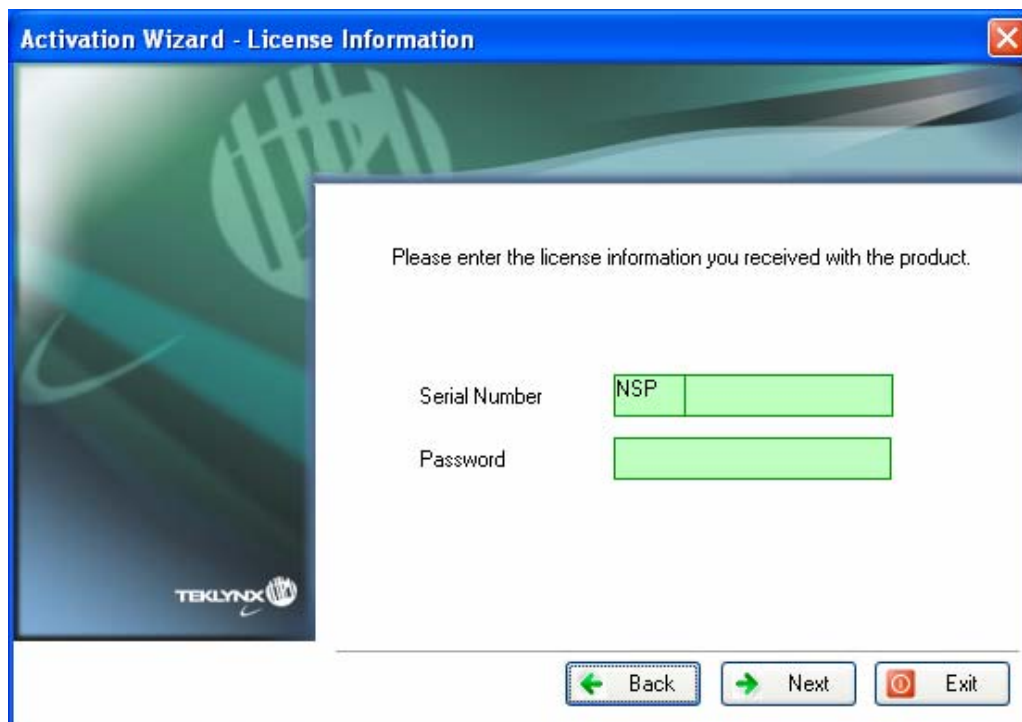 Activation Wizard - License Information
Please enter the license information you received with the product.
Serial Number NSP
Password
TEKLYNX
Back Next Exit